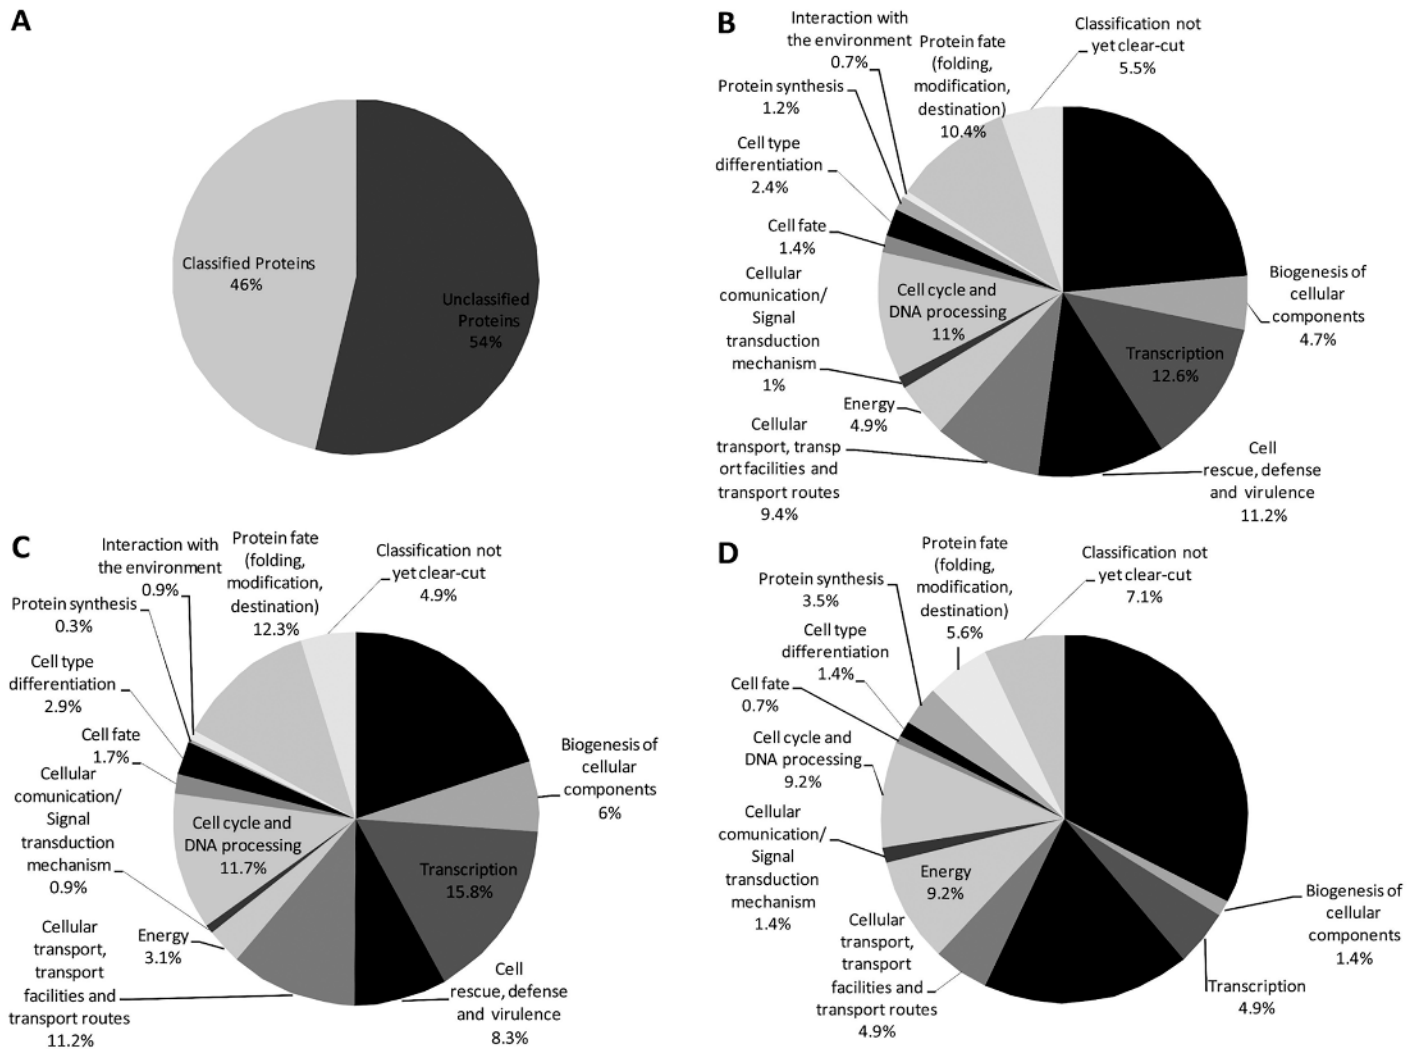 A
Classified Proteins
46%
Unclassified
Proteins
54%
B
Interaction with
the environment
0.7%
Protein fate
(folding,
modification,
destination)
10.4%
Classification not
yet clear-cut
5.5%
Protein synthesis
1.2%
Cell type
differentiation
2.4%
Cell fate
1.4%
Cellular
comunication/
Signal
transduction
mechanism
1%
Cell cycle and
DNA processing
11%
Energy
4.9%
Cellular
transport, transp
ort facilities and
transport routes
9.4%
Biogenesis of
cellular
components
4.7%
Transcription
12.6%
Cell
rescue, defense
and virulence
11.2%
C
Interaction with
the environment
0.9%
Protein fate
(folding,
modification,
destination)
12.3%
Classification not
yet clear-cut
4.9%
Protein synthesis
0.3%
Cell type
differentiation
2.9%
Cell fate
1.7%
Cellular
comunication/
Signal
transduction
mechanism
0.9%
Cell cycle and
DNA processing
11.7%
Cellular
transport, transport
facilities and
transport routes
11.2%
Energy
3.1%
Biogenesis of
cellular
components
6%
Transcription
15.8%
Cell
rescue, defense
and virulence
8.3%
D
Protein fate
(folding,
modification,
destination)
5.6%
Classification not
yet clear-cut
7.1%
Protein synthesis
3.5%
Cell type
differentiation
1.4%
Cell fate
0.7%
Cell cycle and
DNA processing
9.2%
Cellular
comunication/
Signal
transduction
mechanism
1.4%
Energy
9.2%
Cellular
transport,
transport
facilities and
transport routes
4.9%
Biogenesis of
cellular
components
1.4%
Transcription
4.9%